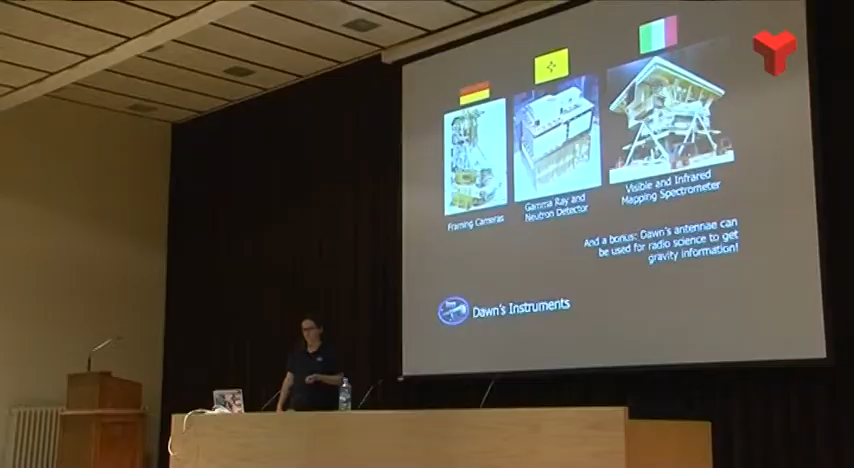 Framing Cameras
Gamma Ray and
Neutron Detector
Visible and Infrared
Mapping Spectrometer
And a bonus: Dawn's antennae can
be used for radio science to get
gravity information!
Dawn's Instruments